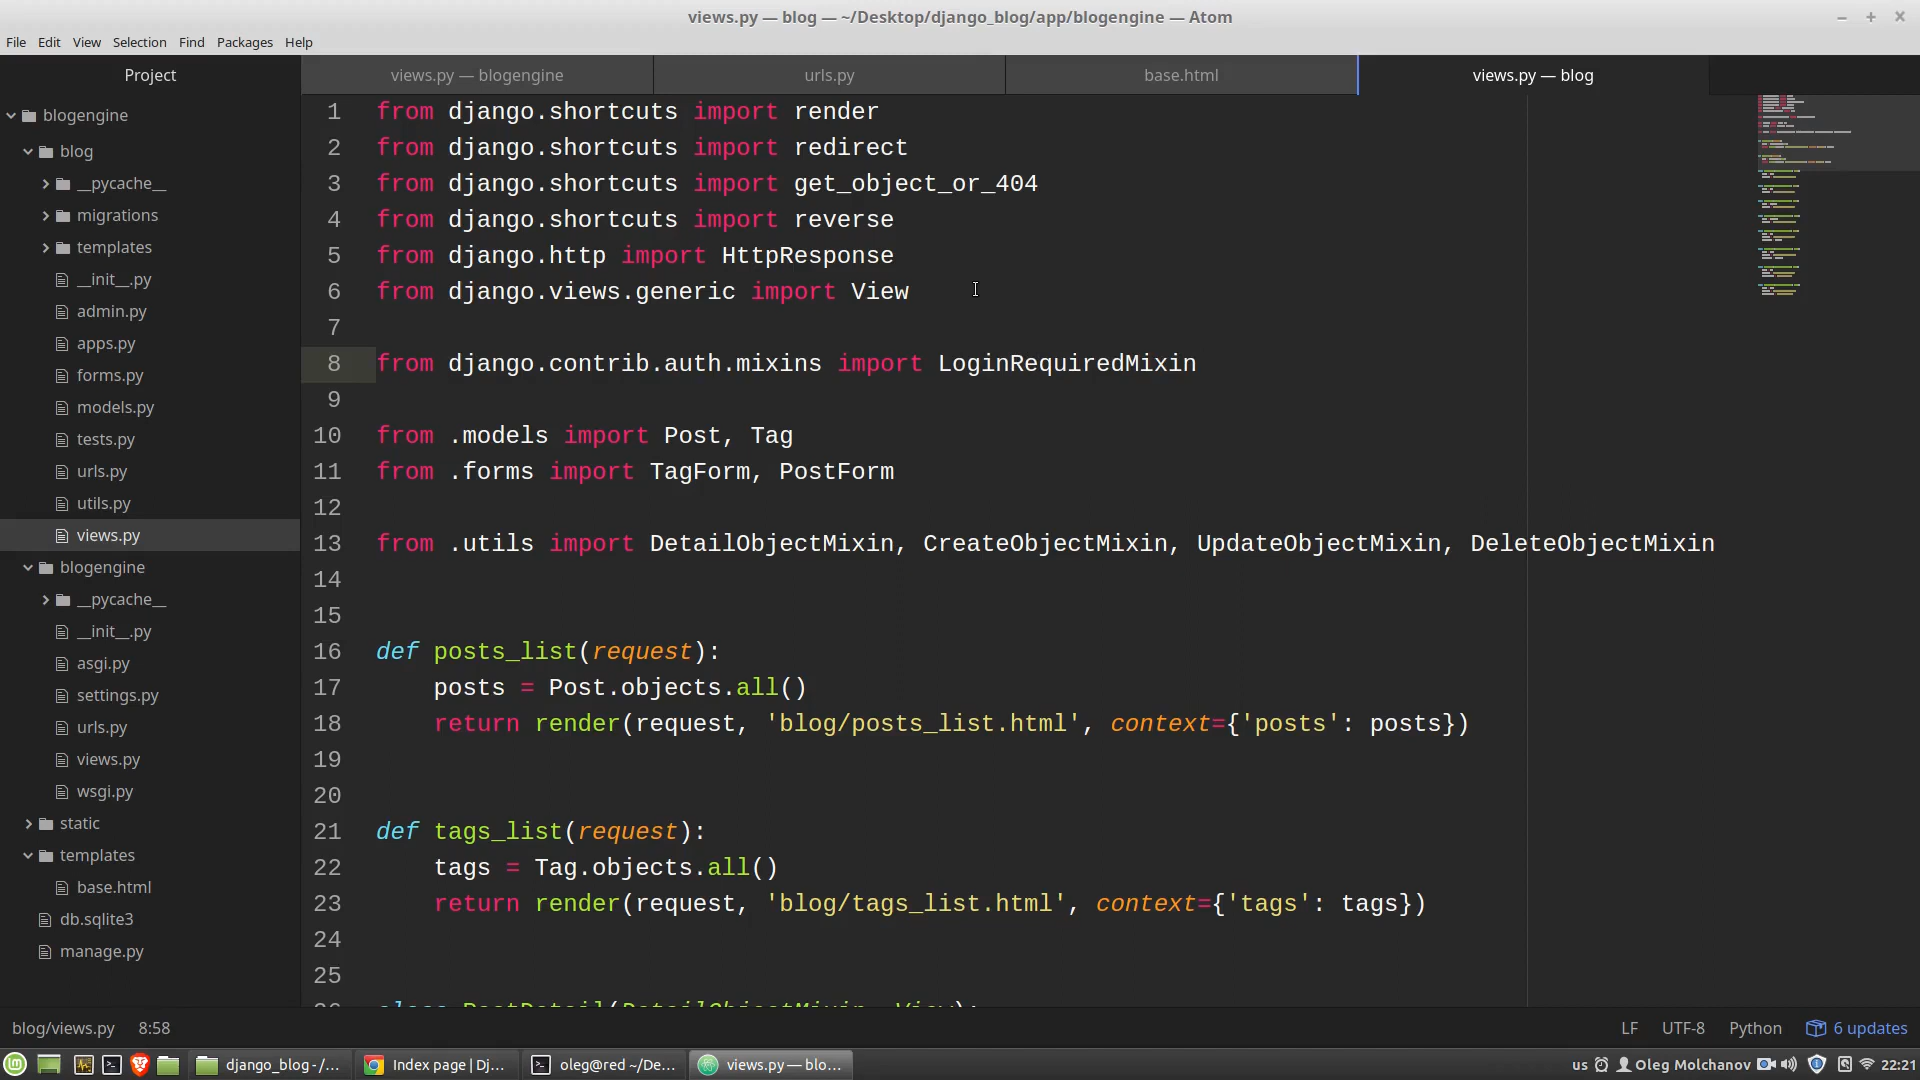 views.py — blog — ~/Desktop/django_blog/app/blogengine — Atom
File Edit View Selection Find Packages Help
Project
blogengine
blog
__pycache__
migrations
templates
__init__.py
admin.py
apps.py
forms.py
models.py
tests.py
urls.py
utils.py
views.py
blogengine
__pycache__
__init__.py
asgi.py
settings.py
urls.py
views.py
wsgi.py
static
templates
base.html
db.sqlite3
manage.py
views.py — blogengine urls.py base.html views.py — blog
1 from django.shortcuts import render
2 from django.shortcuts import redirect
3 from django.shortcuts import get_object_or_404
4 from django.shortcuts import reverse
5 from django.http import HttpResponse
6 from django.views.generic import View
7
8 from django.contrib.auth.mixins import LoginRequiredMixin
9
10 from .models import Post, Tag
11 from .forms import TagForm, PostForm
12
13 from .utils import DetailObjectMixin, CreateObjectMixin, UpdateObjectMixin, DeleteObjectMixin
14
15
16 def posts_list(request):
17     posts = Post.objects.all()
18     return render(request, 'blog/posts_list.html', context={'posts': posts})
19
20
21 def tags_list(request):
22     tags = Tag.objects.all()
23     return render(request, 'blog/tags_list.html', context={'tags': tags})
24
25
26 class PostDetail(DetailObjectMixin, View):
blog/views.py 8:58 LF UTF-8 Python 6 updates
django_blog - /... Index page | Dj... oleg@red ~/De... views.py — blo... us Oleg Molchanov 22:21